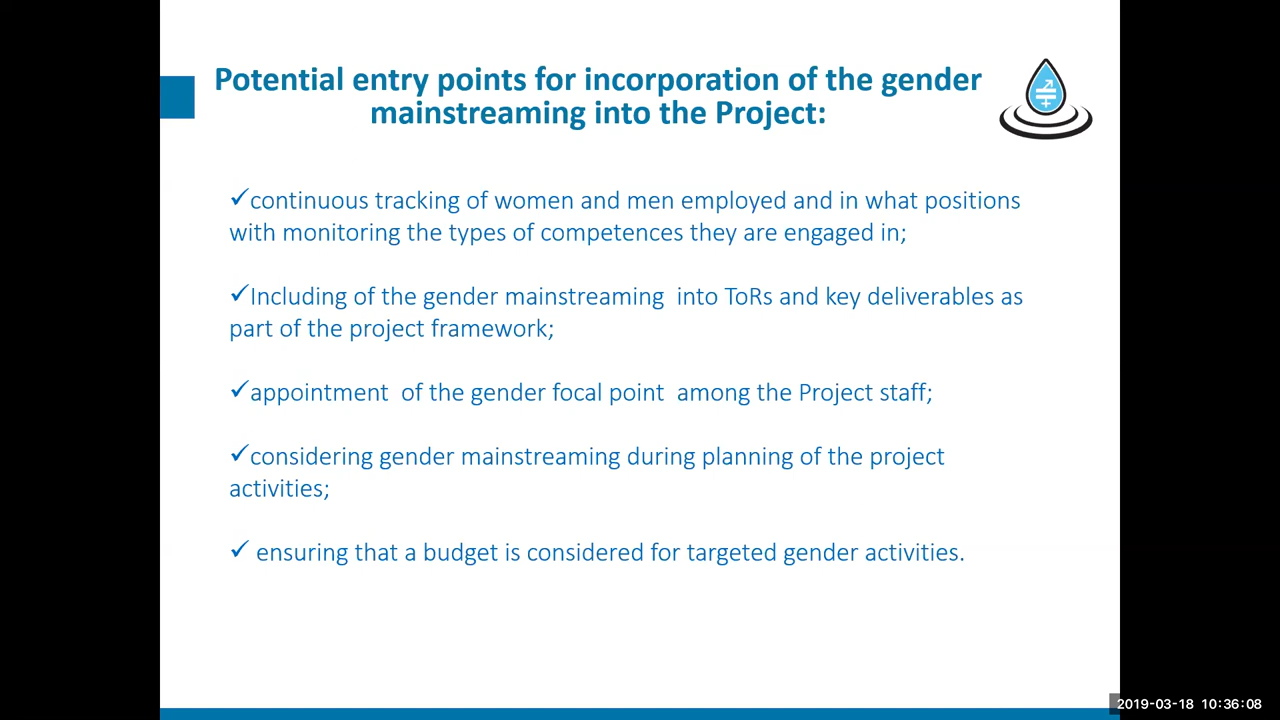 Potential entry points for incorporation of the gender
mainstreaming into the Project:
✓continuous tracking of women and men employed and in what positions
with monitoring the types of competences they are engaged in;
✓Including of the gender mainstreaming  into ToRs and key deliverables as
part of the project framework;
✓appointment  of the gender focal point  among the Project staff;
✓considering gender mainstreaming during planning of the project
activities;
✓ ensuring that a budget is considered for targeted gender activities.
2019-03-18 10:36:08